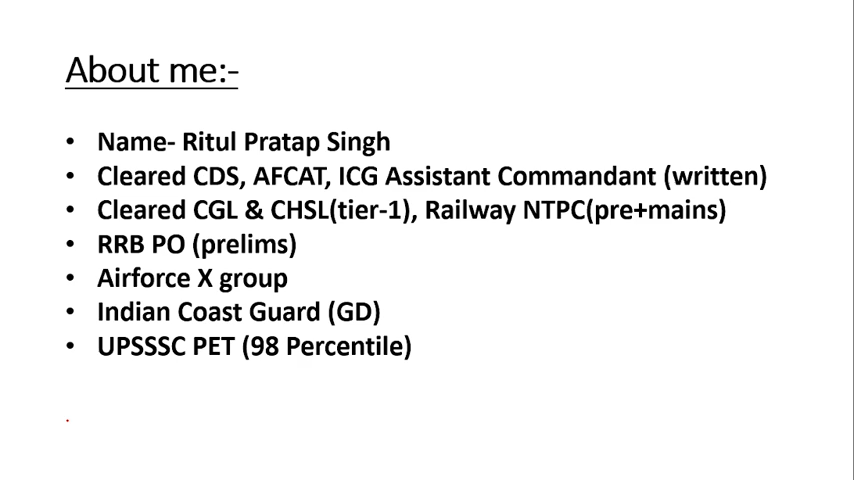 About me:-
• Name- Ritul Pratap Singh
• Cleared CDS, AFCAT, ICG Assistant Commandant (written)
• Cleared CGL & CHSL(tier-1), Railway NTPC(pre+mains)
• RRB PO (prelims)
• Airforce X group
• Indian Coast Guard (GD)
• UPSSSC PET (98 Percentile)